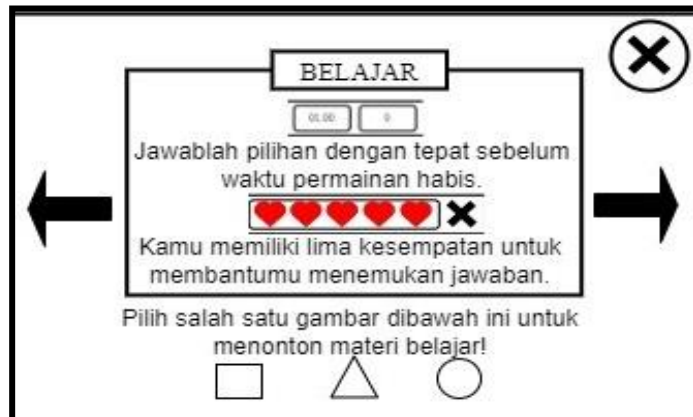 BELAJAR
01.00 0
Jawablah pilihan dengan tepat sebelum
waktu permainan habis.
Kamu memiliki lima kesempatan untuk
membantumu menemukan jawaban.
Pilih salah satu gambar dibawah ini untuk
menonton materi belajar!